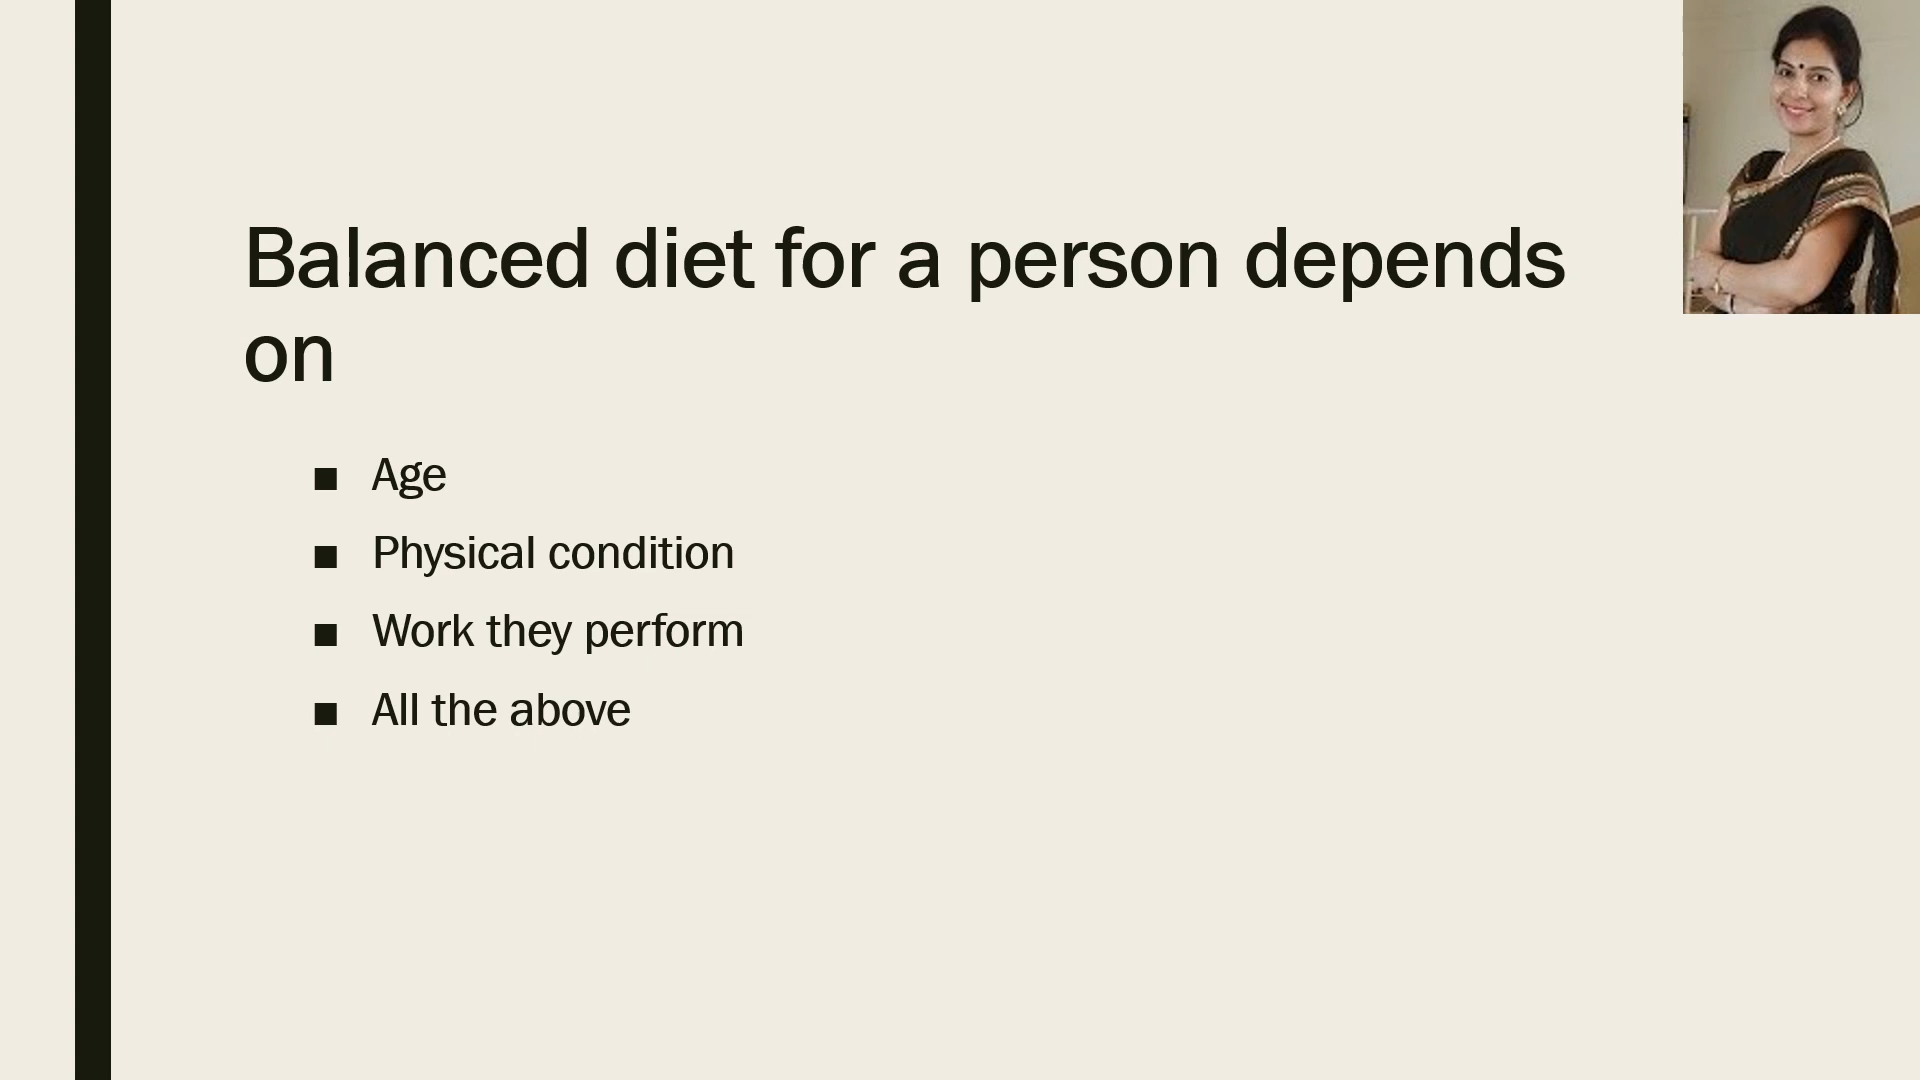 Balanced diet for a person depends
on
■ Age
■ Physical condition
■ Work they perform
■ All the above